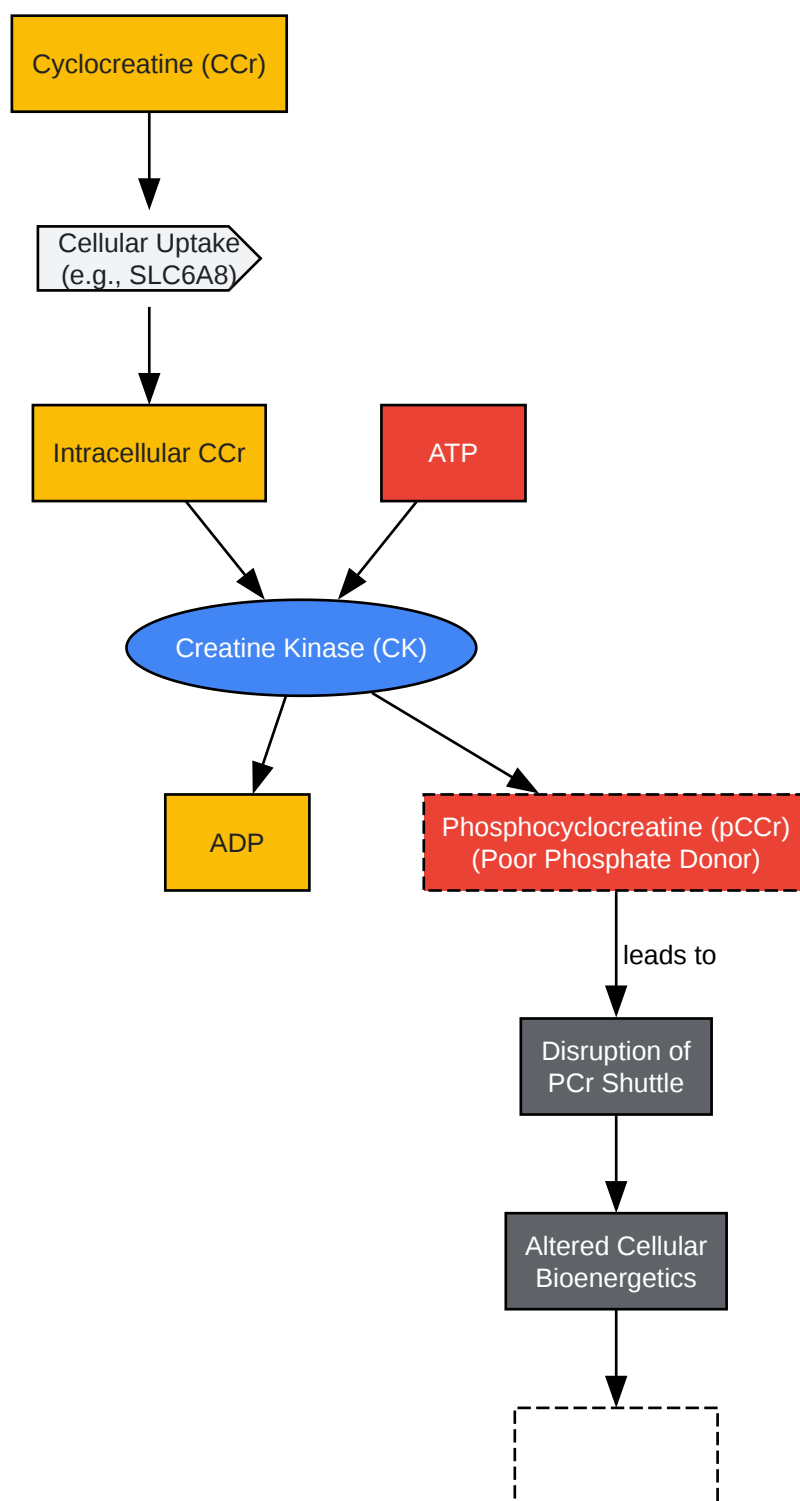 Cyclocreatine (CCr)
Cellular Uptake
(e.g., SLC6A8)
Intracellular CCr
ATP
Creatine Kinase (CK)
ADP
Phosphocyclocreatine (pCCr)
(Poor Phosphate Donor)
leads to
Disruption of
PCr Shuttle
Altered Cellular
Bioenergetics